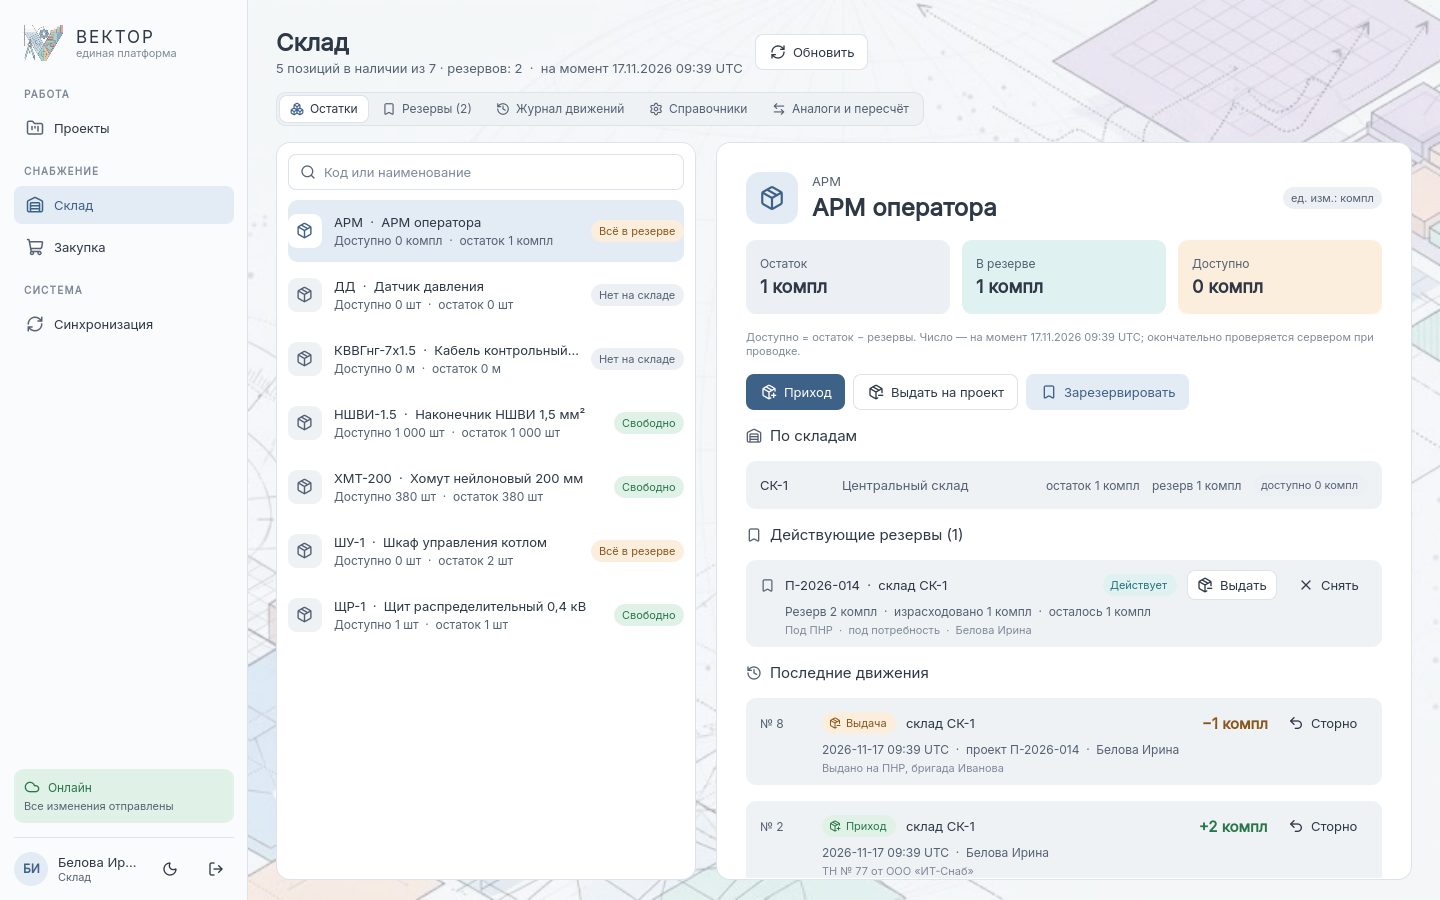 ВЕКТОР
единая платформа
РАБОТА
Проекты
СНАБЖЕНИЕ
Склад
Закупка
СИСТЕМА
Синхронизация
Онлайн
Все изменения отправлены
БИ
Белова Ир...
Склад
Склад
5 позиций в наличии из 7 · резервов: 2 · на момент 17.11.2026 09:39 UTC
Обновить
Остатки
Резервы (2)
Журнал движений
Справочники
Аналоги и пересчёт
Код или наименование
АРМ · АРМ оператора
Доступно 0 компл · остаток 1 компл
Всё в резерве
ДД · Датчик давления
Доступно 0 шт · остаток 0 шт
Нет на складе
КВВГнг-7х1.5 · Кабель контрольный...
Доступно 0 м · остаток 0 м
Нет на складе
НШВИ-1.5 · Наконечник НШВИ 1,5 мм²
Доступно 1 000 шт · остаток 1 000 шт
Свободно
ХМТ-200 · Хомут нейлоновый 200 мм
Доступно 380 шт · остаток 380 шт
Свободно
ШУ-1 · Шкаф управления котлом
Доступно 0 шт · остаток 2 шт
Всё в резерве
ЩР-1 · Щит распределительный 0,4 кВ
Доступно 1 шт · остаток 1 шт
Свободно
АРМ
АРМ оператора
ед. изм.: компл
Остаток
1 компл
В резерве
1 компл
Доступно
0 компл
Доступно = остаток − резервы. Число — на момент 17.11.2026 09:39 UTC; окончательно проверяется сервером при
проводке.
Приход
Выдать на проект
Зарезервировать
По складам
СК-1
Центральный склад
остаток 1 компл
резерв 1 компл
доступно 0 компл
Действующие резервы (1)
П-2026-014 · склад СК-1
Действует
Выдать
Снять
Резерв 2 компл · израсходовано 1 компл · осталось 1 компл
Под ПНР · под потребность · Белова Ирина
Последние движения
№ 8
Выдача
склад СК-1
−1 компл
Сторно
2026-11-17 09:39 UTC · проект П-2026-014 · Белова Ирина
Выдано на ПНР, бригада Иванова
№ 2
Приход
склад СК-1
+2 компл
Сторно
2026-11-17 09:39 UTC · Белова Ирина
ТН № 77 от ООО «ИТ-Снаб»